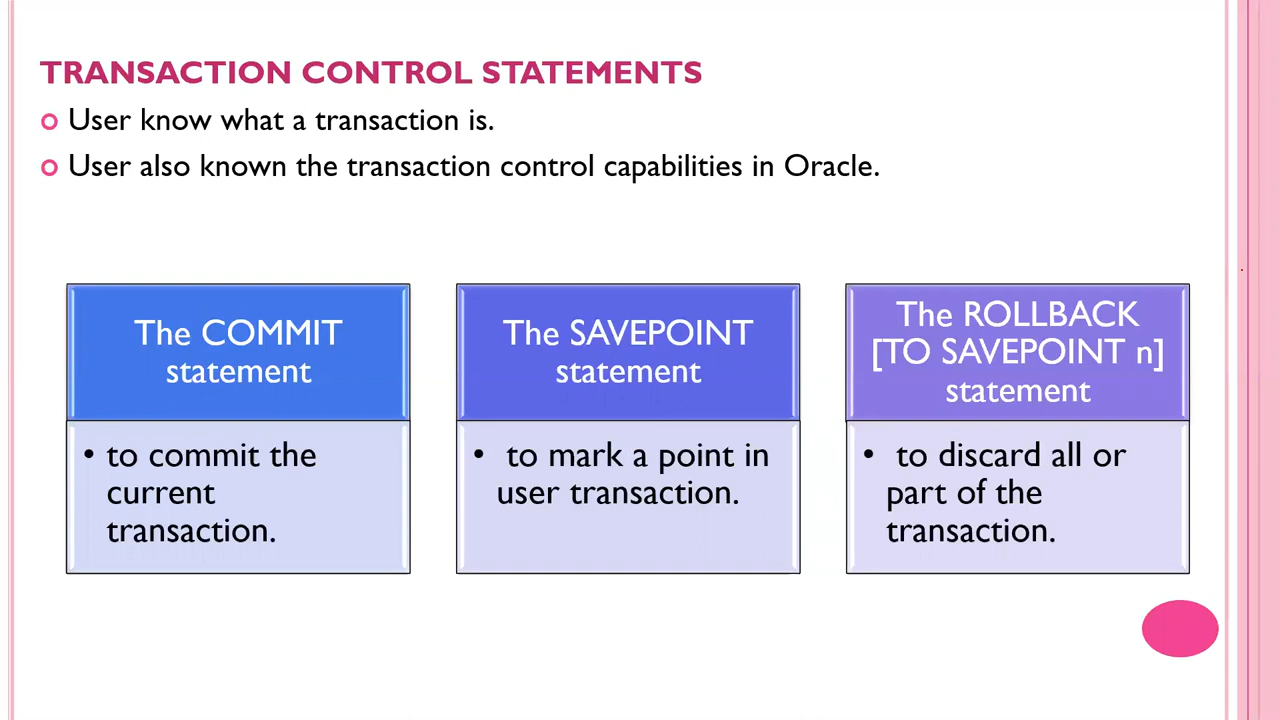 TRANSACTION CONTROL STATEMENTS
User know what a transaction is.
User also known the transaction control capabilities in Oracle.
The COMMIT
statement
• to commit the
current
transaction.
The SAVEPOINT
statement
• to mark a point in
user transaction.
The ROLLBACK
[TO SAVEPOINT n]
statement
• to discard all or
part of the
transaction.